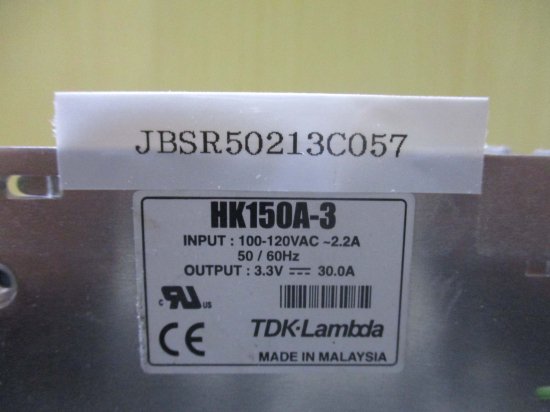 JBSR50213C057
HK150A-3
INPUT : 100-120VAC ~2.2A
50 / 60Hz
OUTPUT : 3.3V ⎓ 30.0A
c RU us
TDK-Lambda
CE
MADE IN MALAYSIA